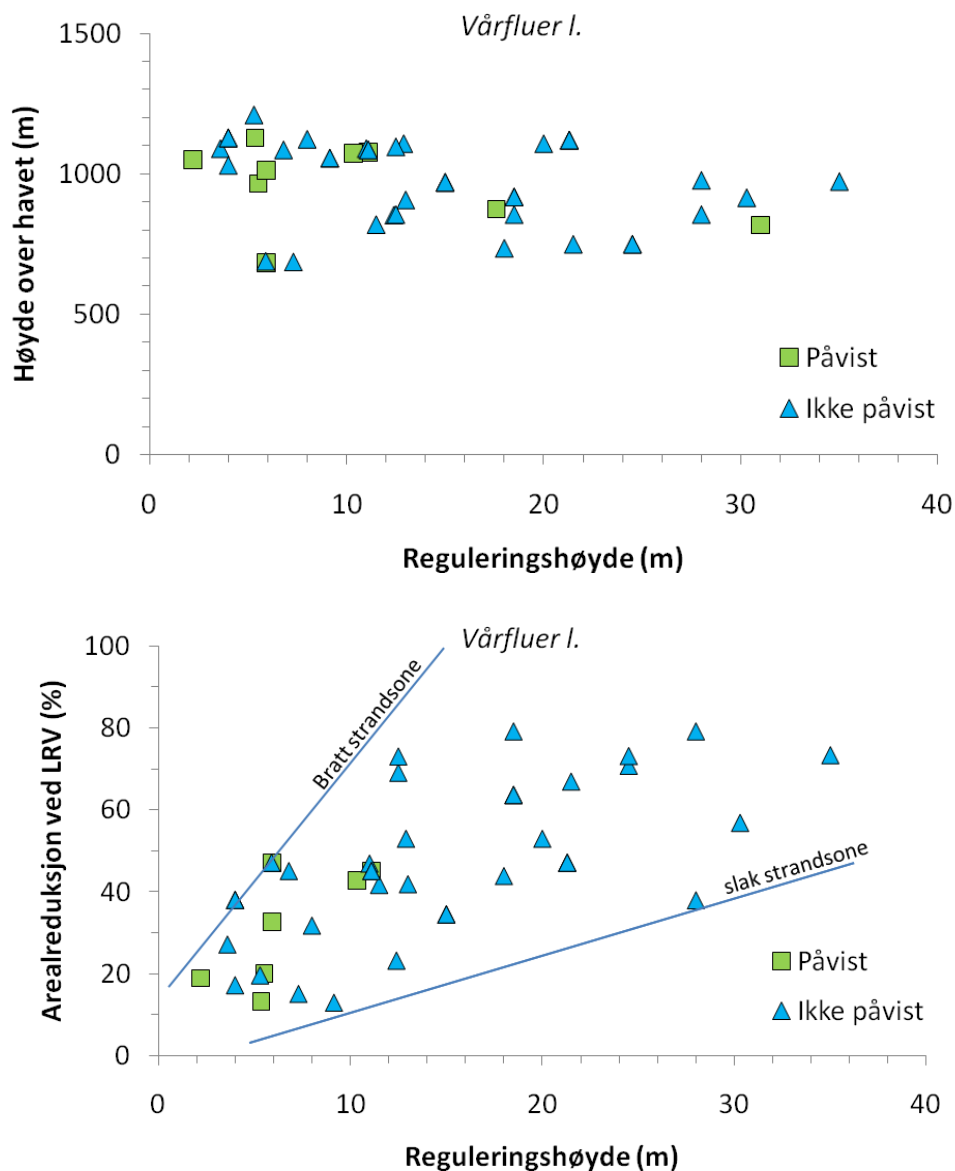 Vårfluer l.
Høyde over havet (m)
1500
1000
500
0
Påvist
Ikke påvist
0 10 20 30 40
Reguleringshøyde (m)
Vårfluer l.
Arealreduksjon ved LRV (%)
100
80
60
40
20
0
Bratt strandsone
slak strandsone
Påvist
Ikke påvist
0 10 20 30 40
Reguleringshøyde (m)